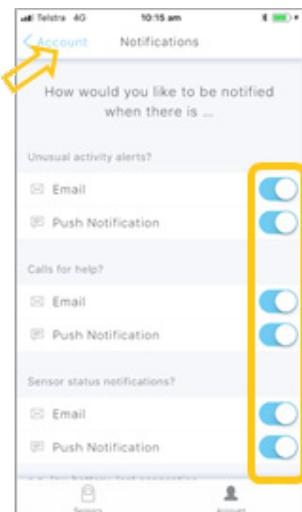 Telstra 4G 10:15 am
Account Notifications
How would you like to be notified
when there is ...
Unusual activity alerts?
Email
Push Notification
Calls for help?
Email
Push Notification
Sensor status notifications?
Email
Push Notification
Sensors Account